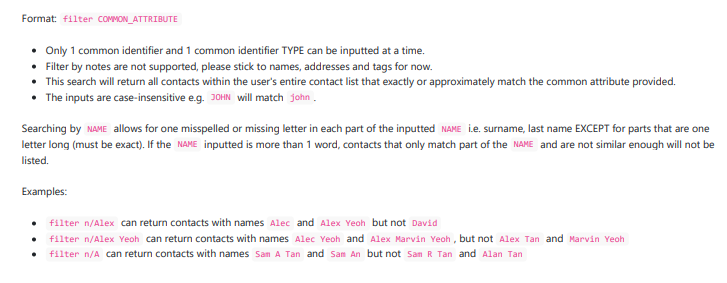 Format: filter COMMON_ATTRIBUTE
• Only 1 common identifier and 1 common identifier TYPE can be inputted at a time.
• Filter by notes are not supported, please stick to names, addresses and tags for now.
• This search will return all contacts within the user's entire contact list that exactly or approximately match the common attribute provided.
• The inputs are case-insensitive e.g. JOHN will match john .
Searching by NAME allows for one misspelled or missing letter in each part of the inputted NAME i.e. surname, last name EXCEPT for parts that are one
letter long (must be exact). If the NAME inputted is more than 1 word, contacts that only match part of the NAME and are not similar enough will not be
listed.
Examples:
• filter n/Alex can return contacts with names Alec and Alex Yeoh but not David
• filter n/Alex Yeoh can return contacts with names Alec Yeoh and Alex Marvin Yeoh , but not Alex Tan and Marvin Yeoh
• filter n/A can return contacts with names Sam A Tan and Sam An but not Sam R Tan and Alan Tan